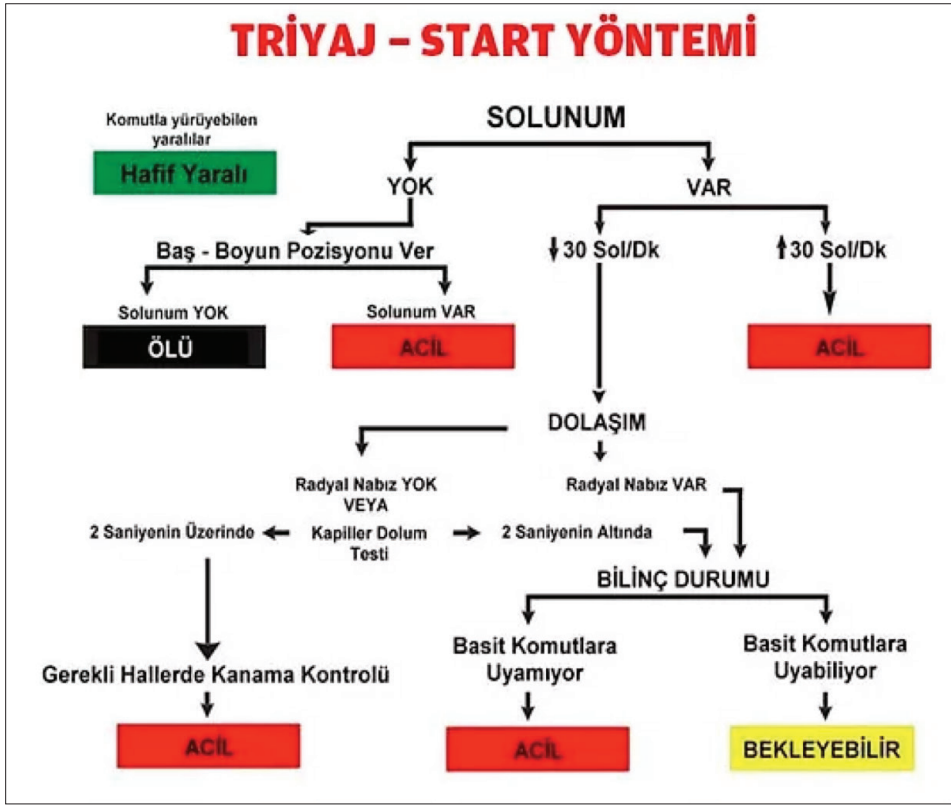 TRİYAJ – START YÖNTEMİ
Komutla yürüyebilen
yaralılar
Hafif Yaralı
SOLUNUM
YOK
VAR
Baş - Boyun Pozisyonu Ver
30 Sol/Dk
30 Sol/Dk
Solunum YOK
Solunum VAR
ÖLÜ
ACİL
ACİL
DOLAŞIM
Radyal Nabız YOK
VEYA
Radyal Nabız VAR
2 Saniyenin Üzerinde
Kapiller Dolum
Testi
2 Saniyenin Altında
BİLİNÇ DURUMU
Gerekli Hallerde Kanama Kontrolü
Basit Komutlara
Uyamıyor
Basit Komutlara
Uyabiliyor
ACİL
ACİL
BEKLEYEBİLİR